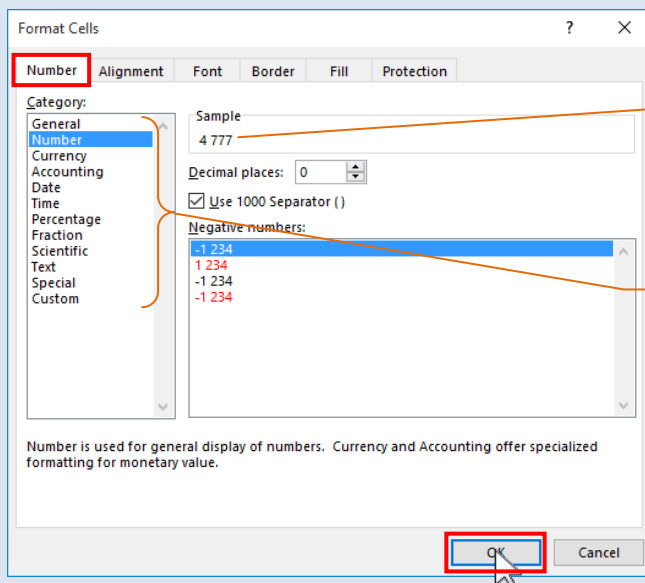 Format Cells
?
Number Alignment Font Border Fill Protection
Category:
General
Number
Currency
Accounting
Date
Time
Percentage
Fraction
Scientific
Text
Special
Custom
Sample
4 777
Decimal places: 0
Use 1000 Separator ( )
Negative numbers:
-1 234
1 234
-1 234
-1 234
Number is used for general display of numbers. Currency and Accounting offer specialized
formatting for monetary value.
OK Cancel